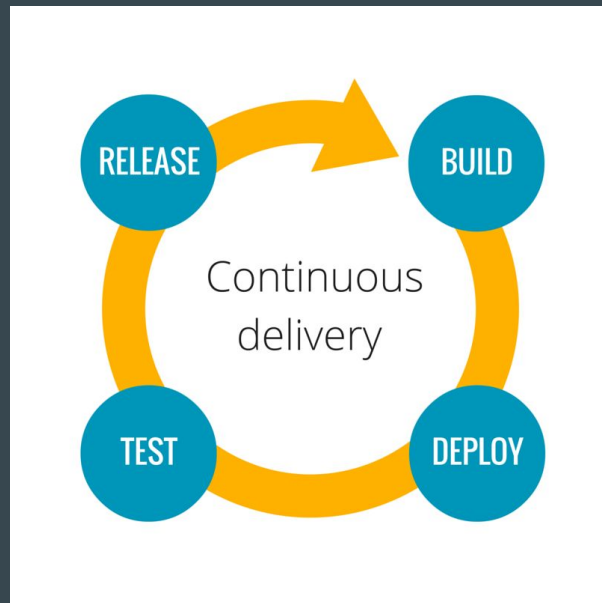 RELEASE
BUILD
Continuous
delivery
TEST
DEPLOY